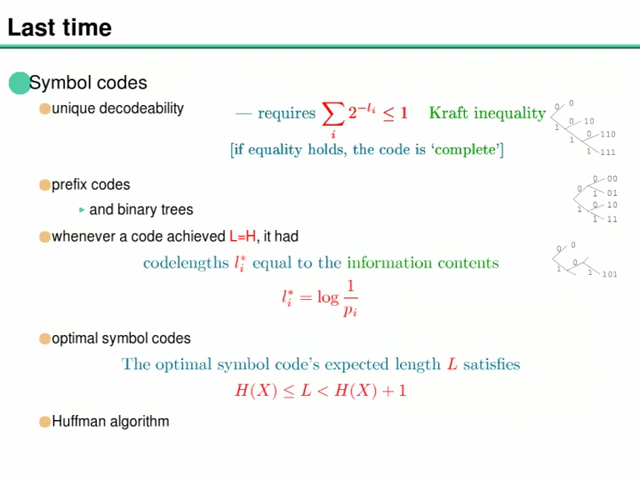 Last time
Symbol codes
unique decodeability — requires ∑_i 2^{-l_i} ≤ 1 Kraft inequality
[if equality holds, the code is ‘complete’]
0 0
0 10
1 0 110
1 1 111
prefix codes
and binary trees
0 00
0 1 01
1 0 10
1 11
whenever a code achieved L=H, it had
codelengths l_i^* equal to the information contents
l_i^* = log 1/p_i
0 0
1 0 1 101
optimal symbol codes
The optimal symbol code's expected length L satisfies
H(X) ≤ L < H(X) + 1
Huffman algorithm